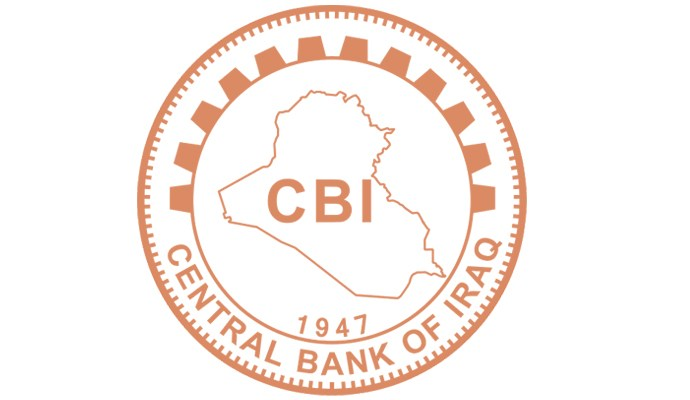 CBI
1947
CENTRAL BANK OF IRAQ